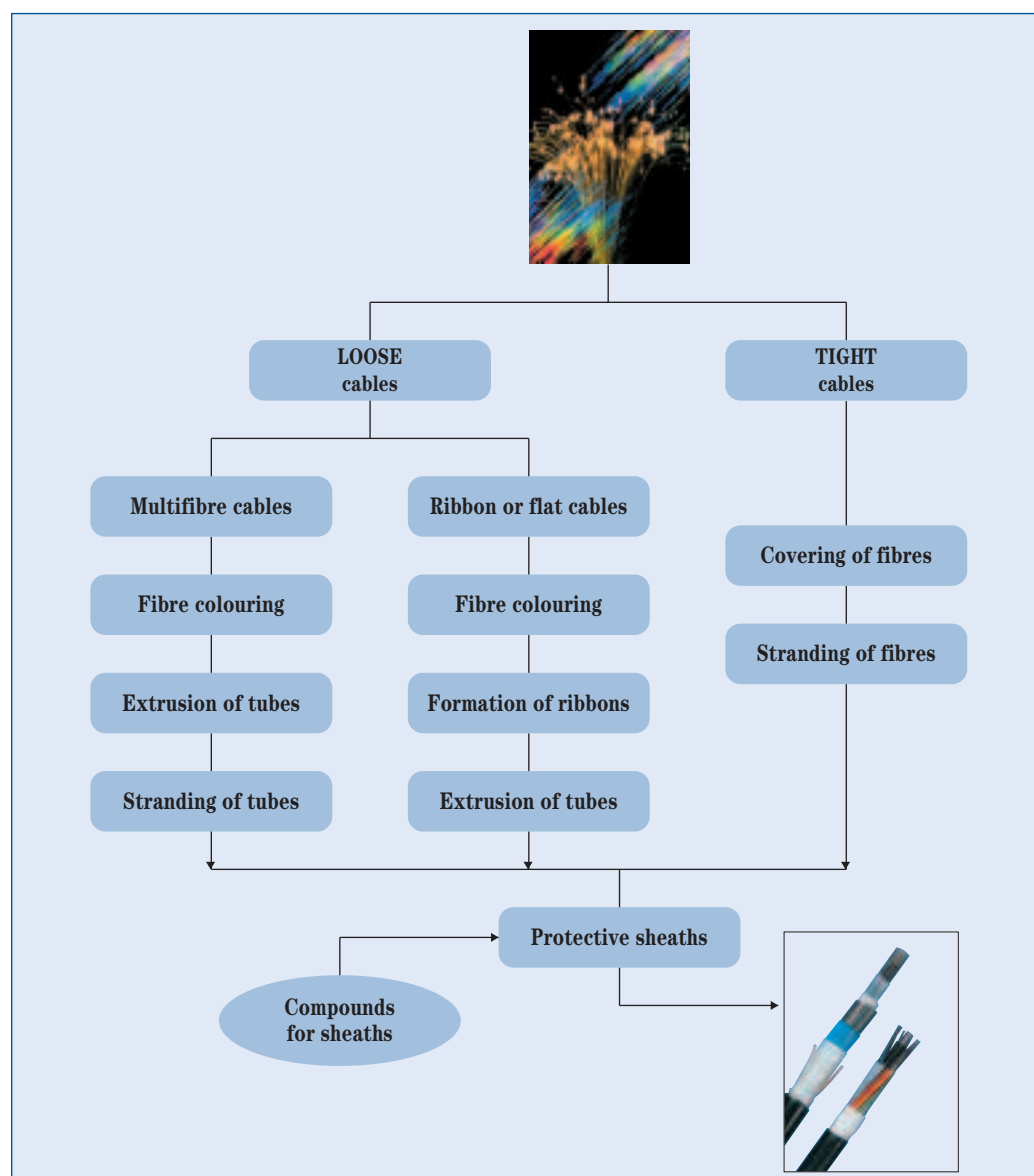 LOOSE
cables
TIGHT
cables
Multifibre cables
Ribbon or flat cables
Covering of fibres
Fibre colouring
Fibre colouring
Stranding of fibres
Extrusion of tubes
Formation of ribbons
Stranding of tubes
Extrusion of tubes
Protective sheaths
Compounds
for sheaths